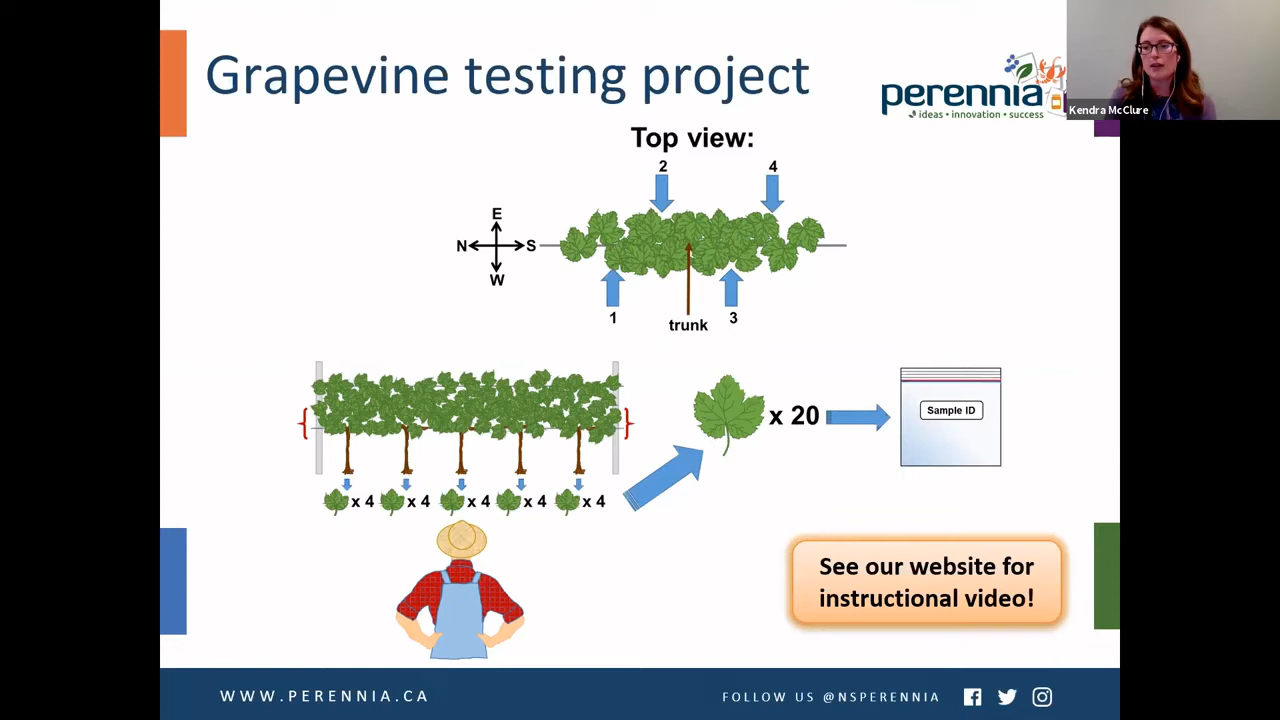 Grapevine testing project
perennia
ideas • innovation • success
Kendra McClure
Top view:
2
4
E
N
S
W
1
trunk
3
x 20
Sample ID
x 4
x 4
x 4
x 4
x 4
See our website for
instructional video!
WWW.PERENNIA.CA
FOLLOW US @NSPERENNIA